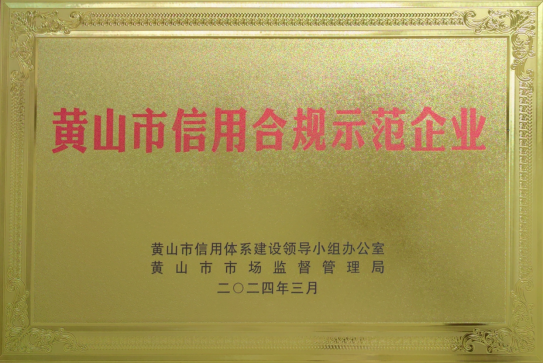 黄山市信用合规示范企业
黄山市信用体系建设领导小组办公室
黄山市市场监督管理局
二〇二四年三月